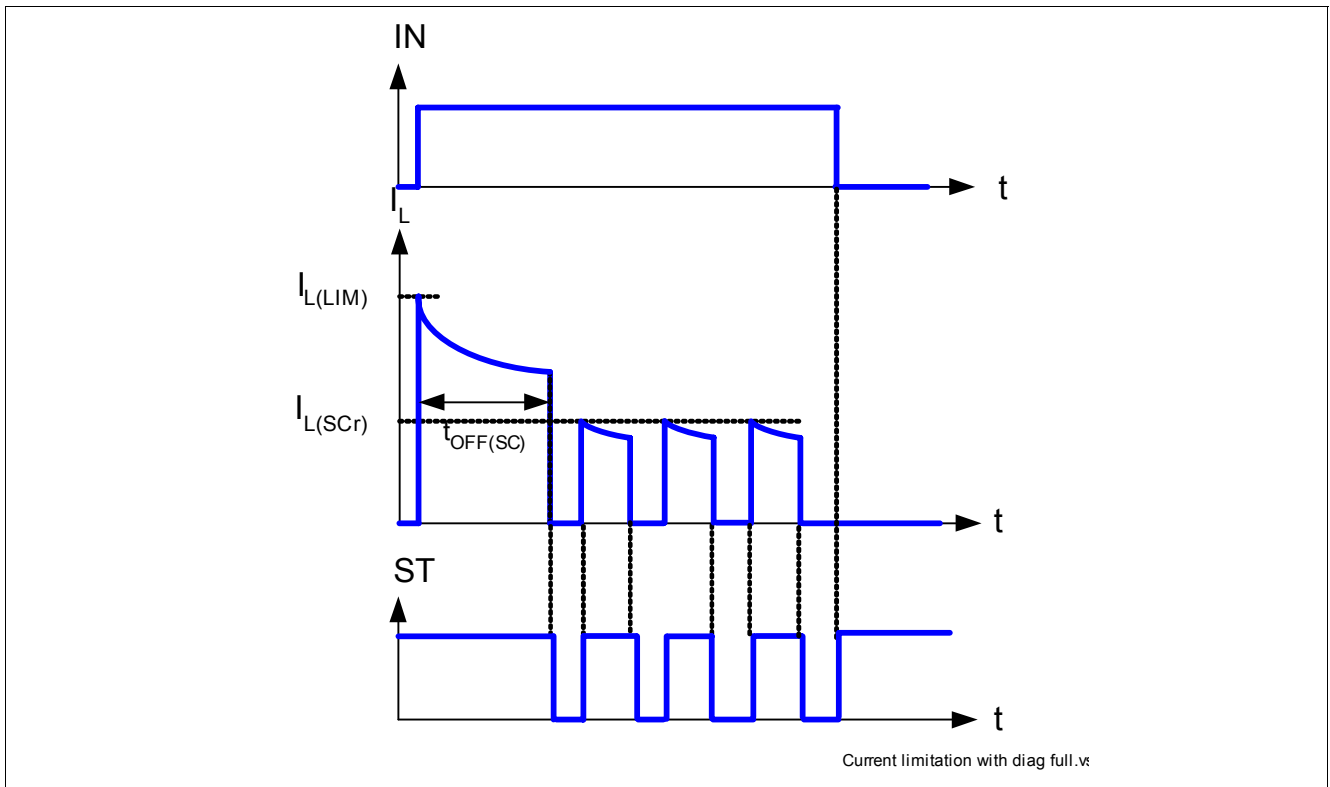 IN
t
I_L
I_L(LIM)
I_L(SCr)
t_OFF(SC)
t
ST
t
Current limitation with diag full.vs